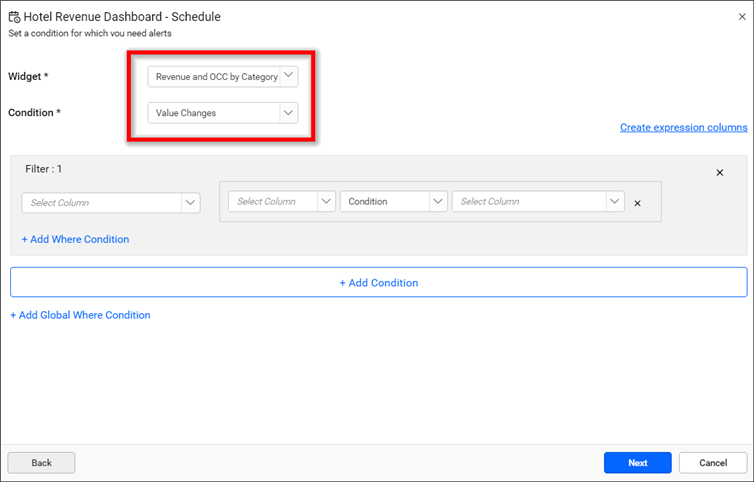 Hotel Revenue Dashboard - Schedule
Set a condition for which you need alerts
Widget *
Revenue and OCC by Category
Condition *
Value Changes
Create expression columns
Filter : 1
Select Column
Select Column
Condition
Select Column
+ Add Where Condition
+ Add Condition
+ Add Global Where Condition
Back
Next
Cancel